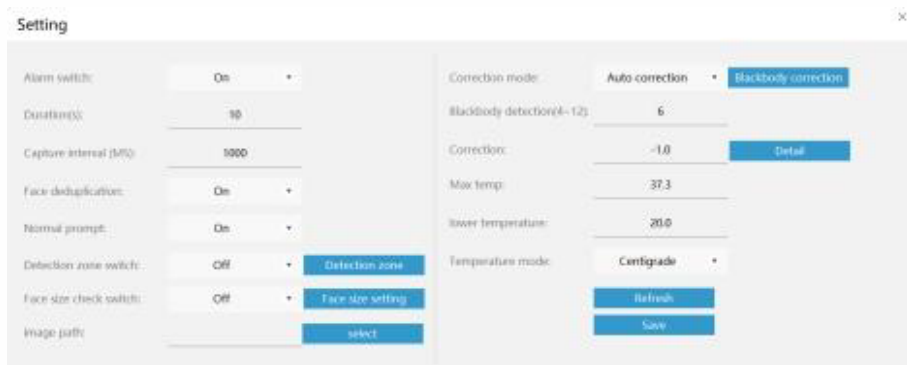 Setting
×
Alarm switch: On
Duration(s): 10
Capture interval (MS): 1000
Face deduplication: On
Normal prompt: On
Detection zone switch: Off Detection zone
Face size check switch: Off Face size setting
Image path: select
Correction mode: Auto correction Blackbody correction
Blackbody detection(4~12): 6
Correction: -1.0 Detail
Max temp: 37.3
lower temperature: 20.0
Temperature mode: Centigrade
Refresh
Save